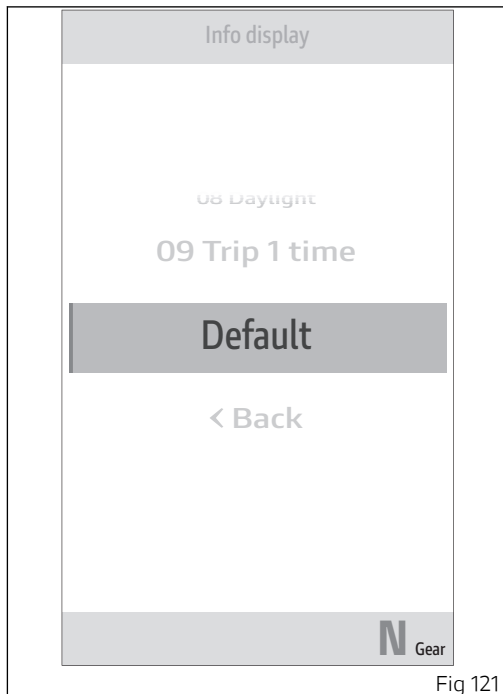 Info display
08 Daylight
09 Trip 1 time
Default
< Back
N Gear
Fig 121